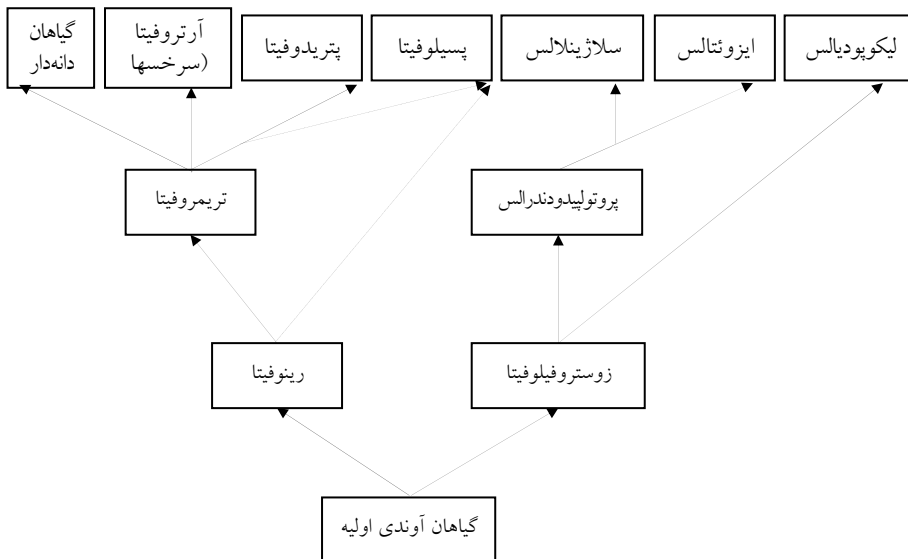 لیکوپودیالس
ایزوئتالس
سلاژینلالس
پسیلوفیتا
پتریدوفیتا
آرتروفیتا
(سرخسها
گیاهان
دانه‌دار
پروتولپیدودندرالس
تریمروفیتا
زوستروفیلوفیتا
رینوفیتا
گیاهان آوندی اولیه